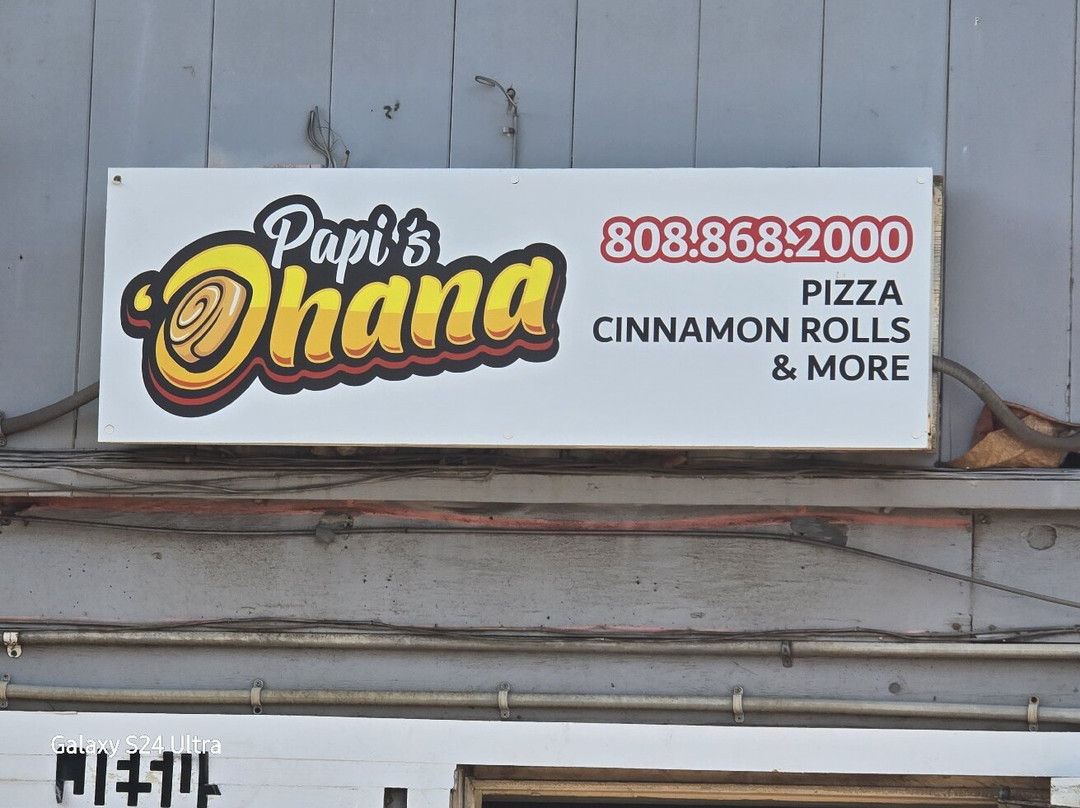 Papi's
‘Ohana
808.868.2000
PIZZA
CINNAMON ROLLS
& MORE
Galaxy S24 Ultra